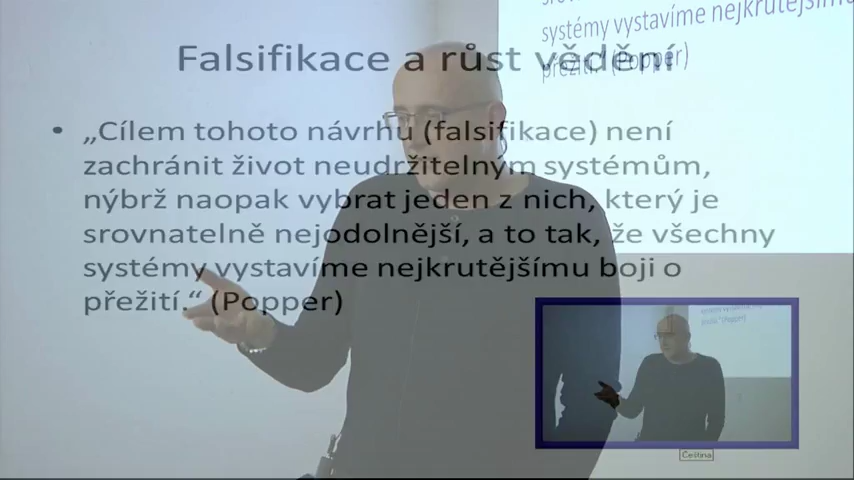 sro
systémy vystavíme nejkrutějšímu
přežití.“ (Popper)
Falsifikace a růst vědění
• „Cílem tohoto návrhu (falsifikace) není
zachránit život neudržitelným systémům,
nýbrž naopak vybrat jeden z nich, který je
srovnatelně nejodolnější, a to tak, že všechny
systémy vystavíme nejkrutějšímu boji o
přežití.“ (Popper)
Čeština